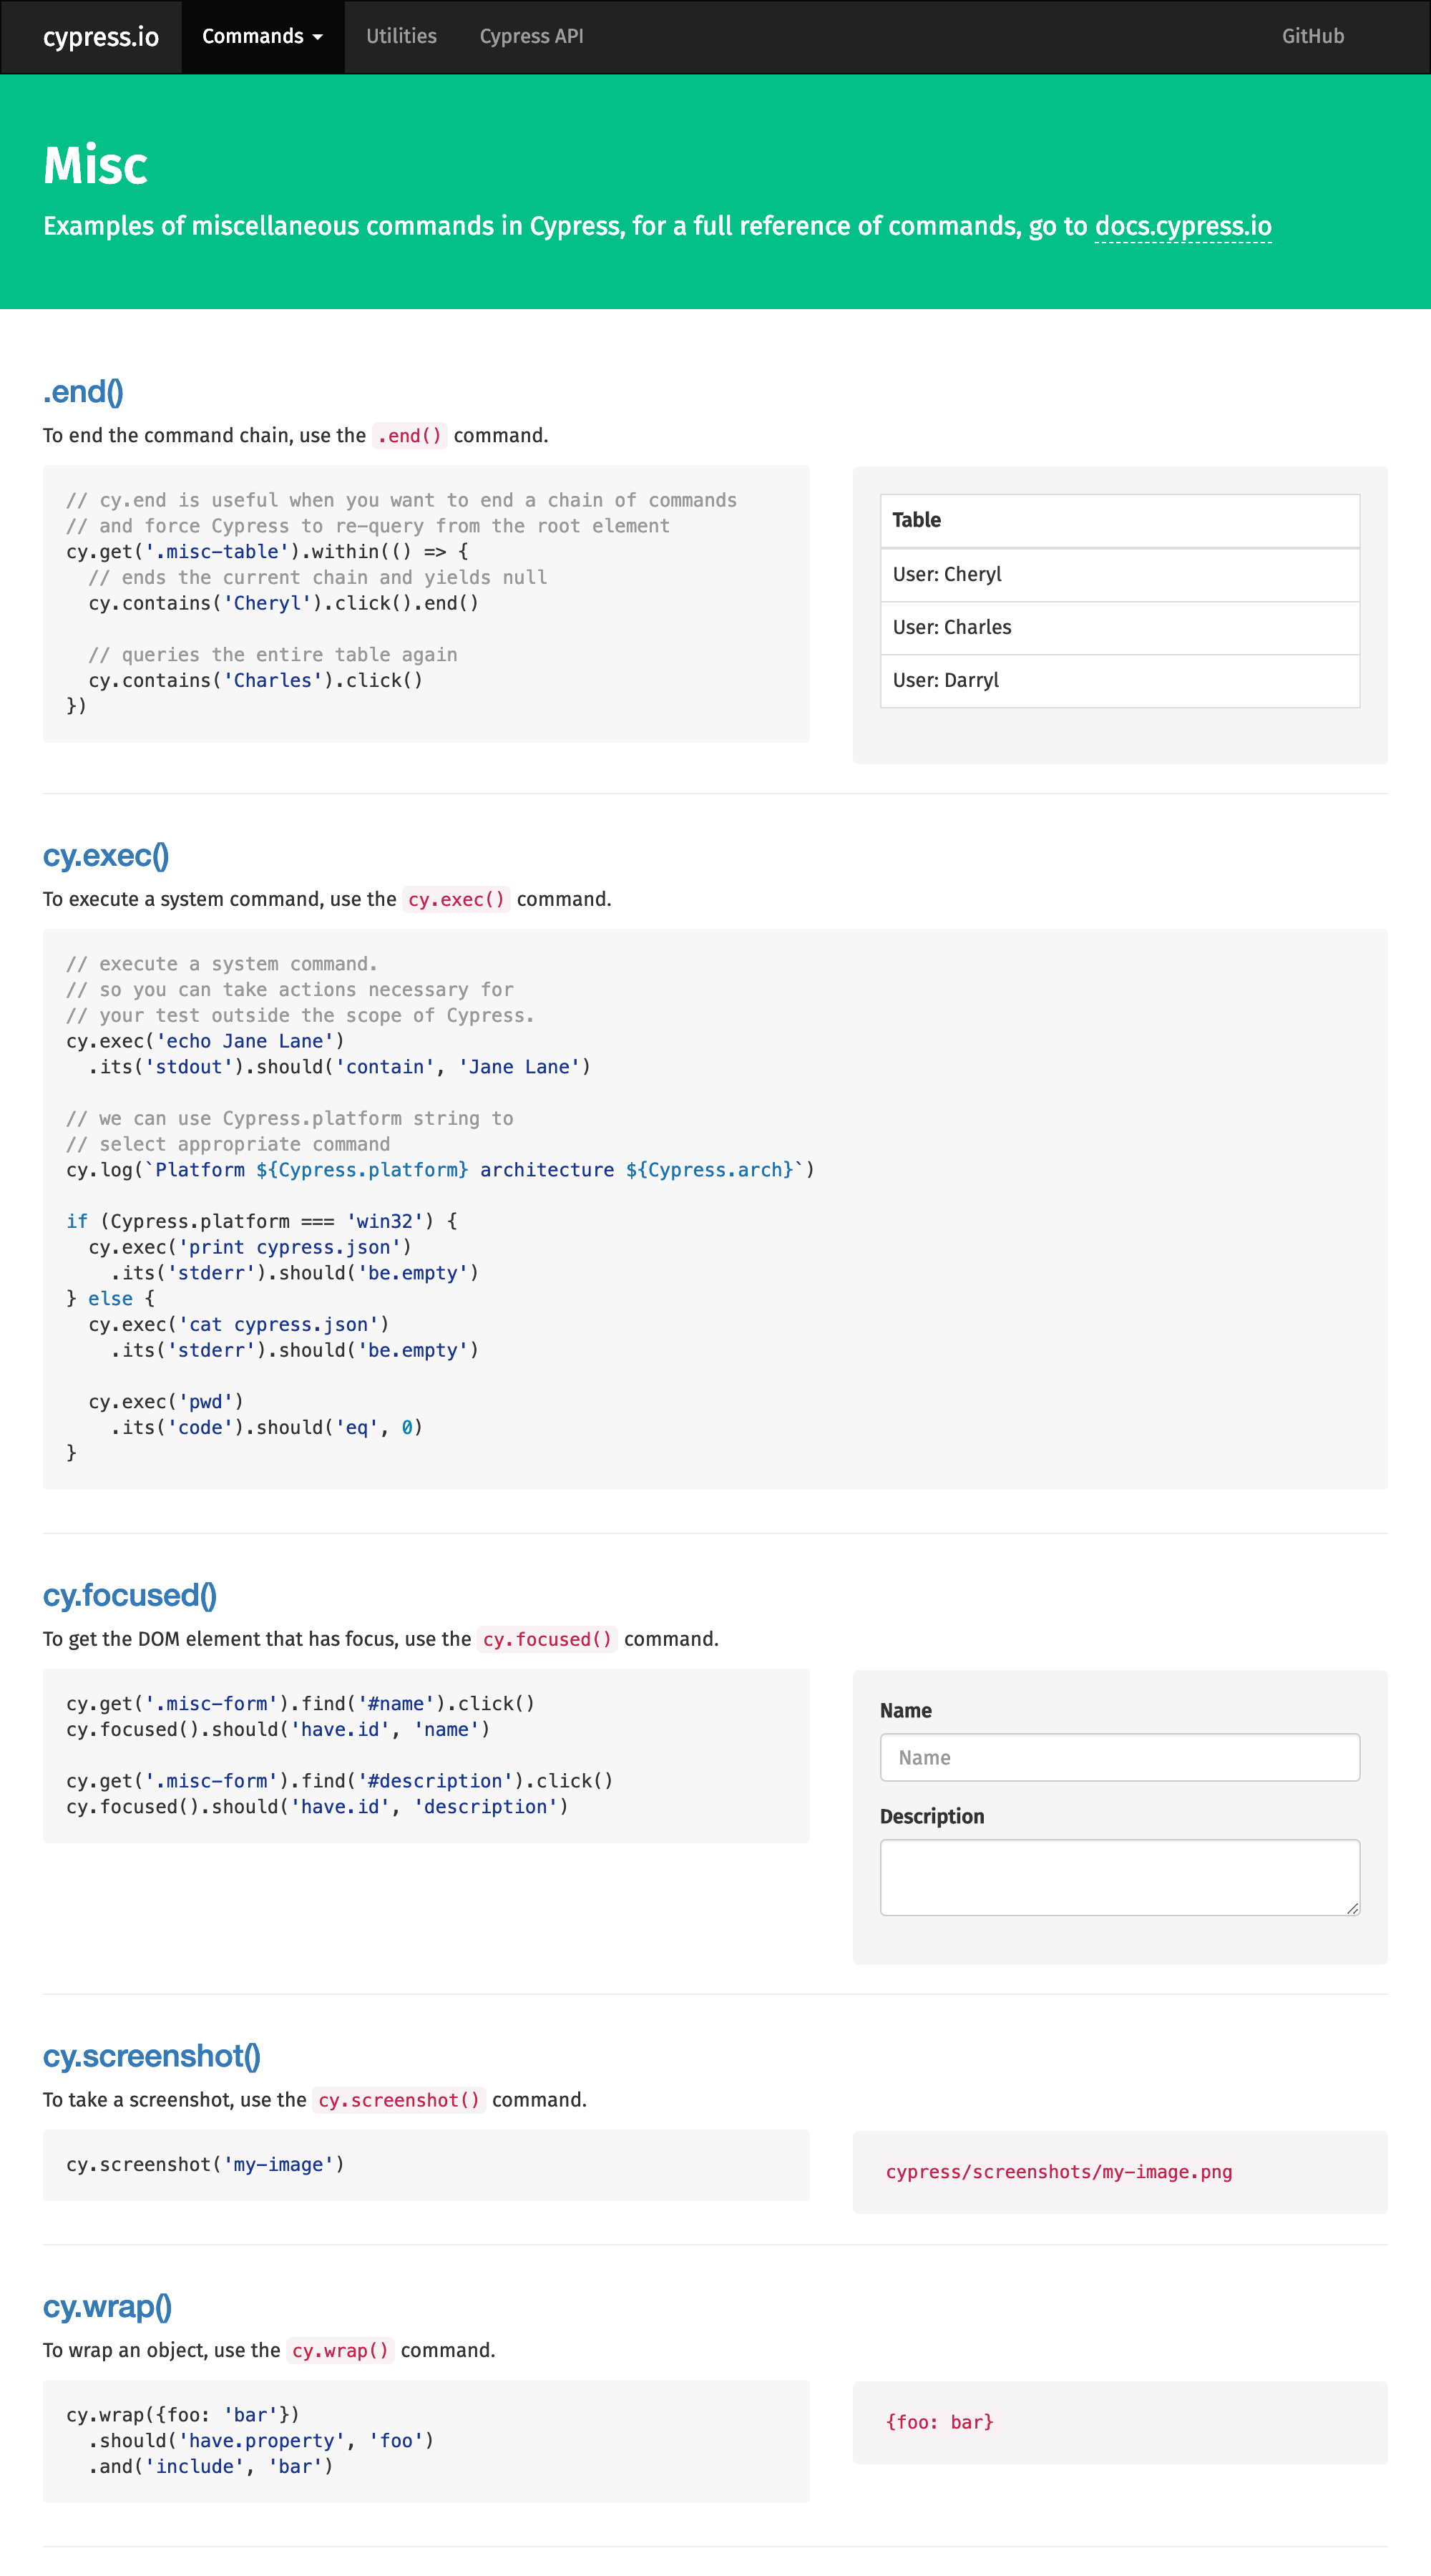 cypress.io Commands Utilities Cypress API GitHub
Misc
Examples of miscellaneous commands in Cypress, for a full reference of commands, go to docs.cypress.io
.end()
To end the command chain, use the .end() command.
// cy.end is useful when you want to end a chain of commands
// and force Cypress to re-query from the root element
cy.get('.misc-table').within(() => {
  // ends the current chain and yields null
  cy.contains('Cheryl').click().end()
  // queries the entire table again
  cy.contains('Charles').click()
})
Table
User: Cheryl
User: Charles
User: Darryl
cy.exec()
To execute a system command, use the cy.exec() command.
// execute a system command.
// so you can take actions necessary for
// your test outside the scope of Cypress.
cy.exec('echo Jane Lane')
  .its('stdout').should('contain', 'Jane Lane')
// we can use Cypress.platform string to
// select appropriate command
cy.log(`Platform ${Cypress.platform} architecture ${Cypress.arch}`)
if (Cypress.platform === 'win32') {
  cy.exec('print cypress.json')
    .its('stderr').should('be.empty')
} else {
  cy.exec('cat cypress.json')
    .its('stderr').should('be.empty')
  cy.exec('pwd')
    .its('code').should('eq', 0)
}
cy.focused()
To get the DOM element that has focus, use the cy.focused() command.
cy.get('.misc-form').find('#name').click()
cy.focused().should('have.id', 'name')
cy.get('.misc-form').find('#description').click()
cy.focused().should('have.id', 'description')
Name
Name
Description
cy.screenshot()
To take a screenshot, use the cy.screenshot() command.
cy.screenshot('my-image')
cypress/screenshots/my-image.png
cy.wrap()
To wrap an object, use the cy.wrap() command.
cy.wrap({foo: 'bar'})
  .should('have.property', 'foo')
  .and('include', 'bar')
{foo: bar}